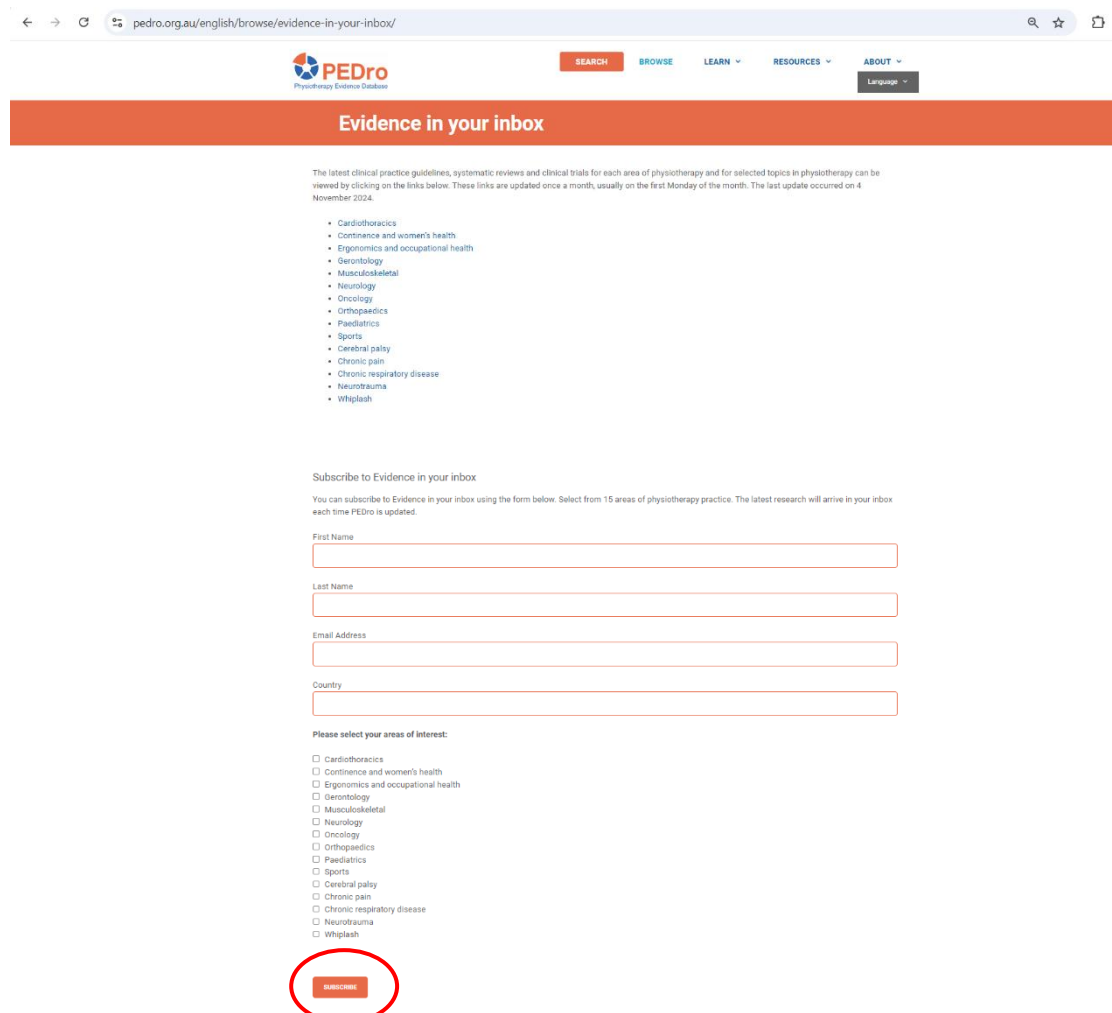 pedro.org.au/english/browse/evidence-in-your-inbox/
PEDro
Physiotherapy Evidence Database
SEARCH
BROWSE
LEARN
RESOURCES
ABOUT
Language
Evidence in your inbox
The latest clinical practice guidelines, systematic reviews and clinical trials for each area of physiotherapy and for selected topics in physiotherapy can be
viewed by clicking on the links below. These links are updated once a month, usually on the first Monday of the month. The last update occurred on 4
November 2024.
• Cardiothoracics
• Continence and women's health
• Ergonomics and occupational health
• Gerontology
• Musculoskeletal
• Neurology
• Oncology
• Orthopaedics
• Paediatrics
• Sports
• Cerebral palsy
• Chronic pain
• Chronic respiratory disease
• Neurotrauma
• Whiplash
Subscribe to Evidence in your inbox
You can subscribe to Evidence in your inbox using the form below. Select from 15 areas of physiotherapy practice. The latest research will arrive in your inbox
each time PEDro is updated.
First Name
Last Name
Email Address
Country
Please select your areas of interest:
Cardiothoracics
Continence and women's health
Ergonomics and occupational health
Gerontology
Musculoskeletal
Neurology
Oncology
Orthopaedics
Paediatrics
Sports
Cerebral palsy
Chronic pain
Chronic respiratory disease
Neurotrauma
Whiplash
SUBSCRIBE